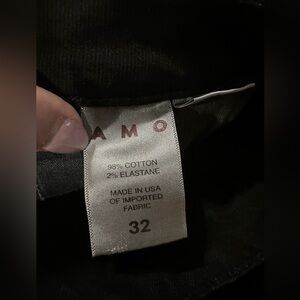 AMO
98% COTTON
2% ELASTANE
MADE IN USA
OF IMPORTED
FABRIC
32